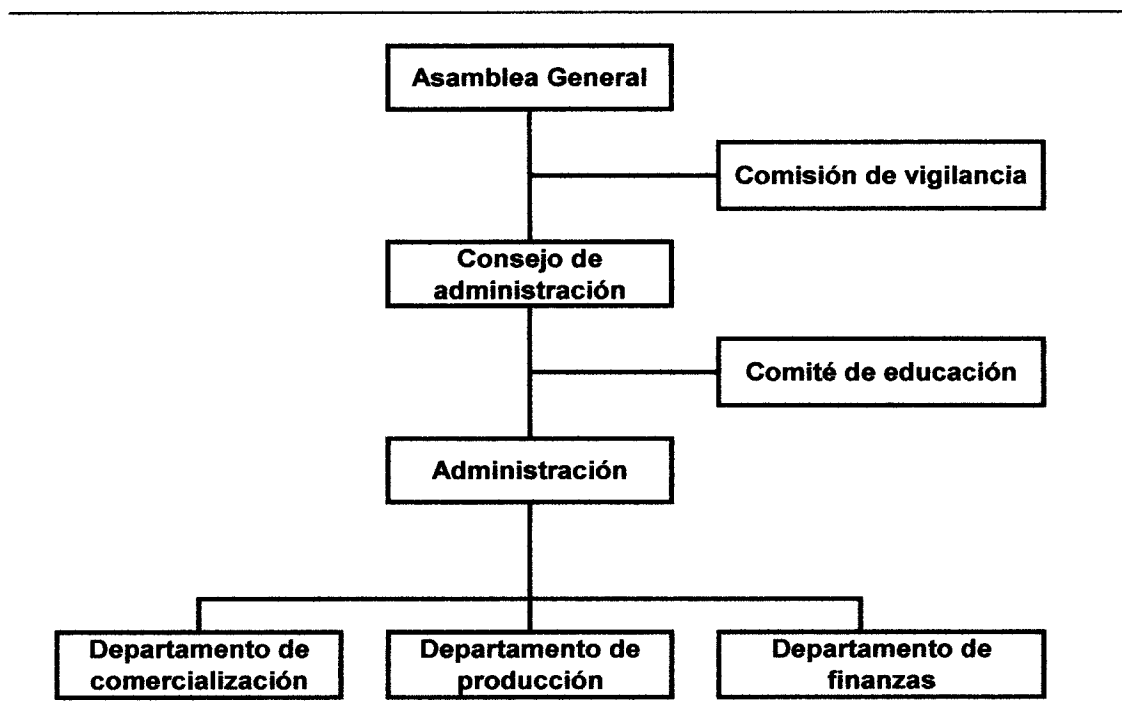 Asamblea General
Comisión de vigilancia
Consejo de
administración
Comité de educación
Administración
Departamento de
comercialización
Departamento de
producción
Departamento de
finanzas